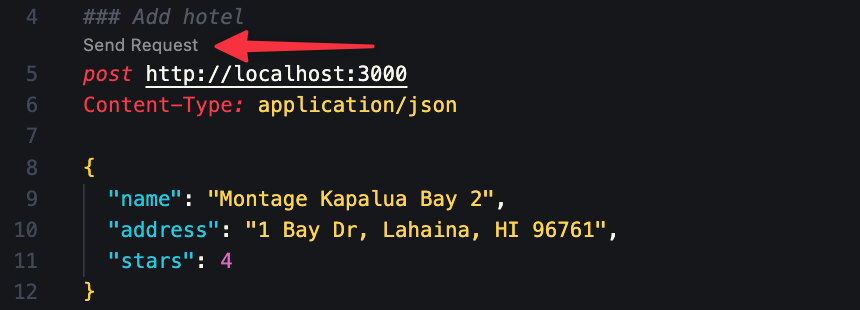 4 ### Add hotel
Send Request
5 post http://localhost:3000
6 Content-Type: application/json
7
8 {
9 "name": "Montage Kapalua Bay 2",
10 "address": "1 Bay Dr, Lahaina, HI 96761",
11 "stars": 4
12 }